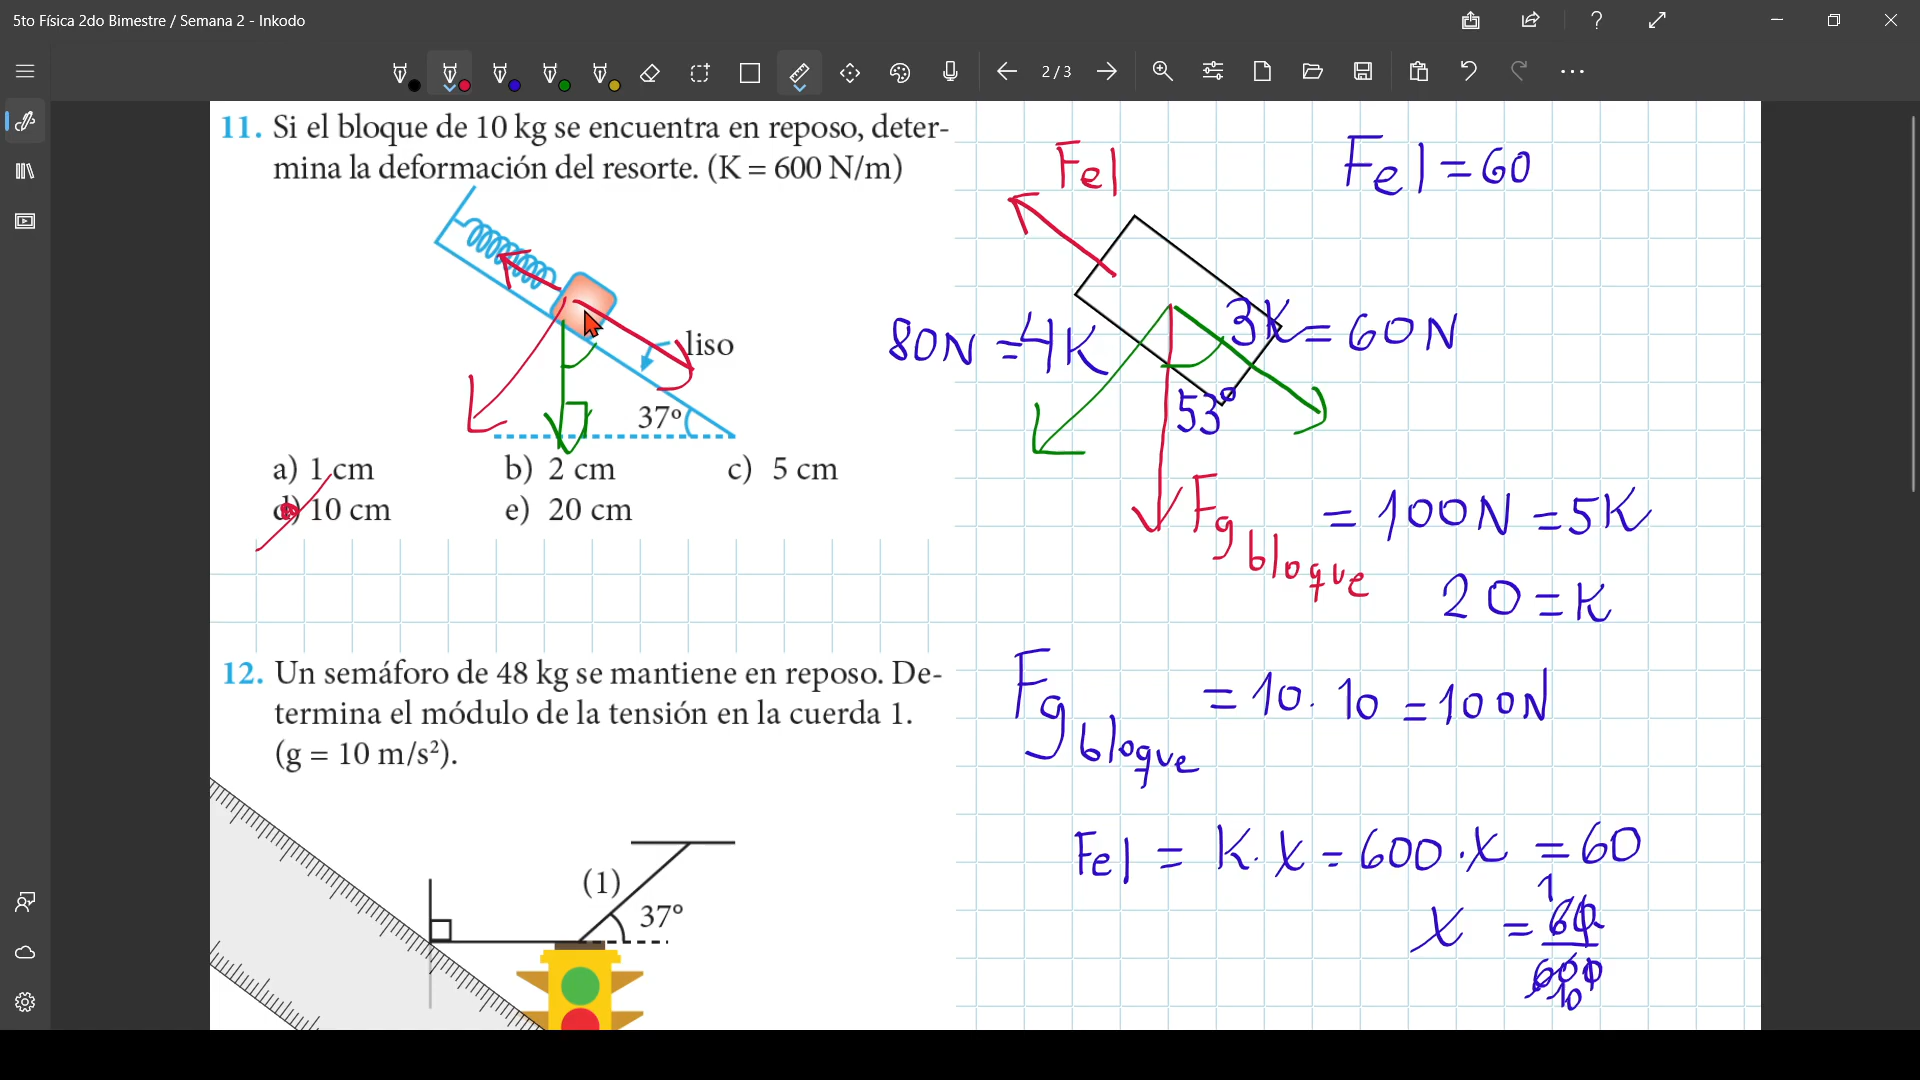 5to Física 2do Bimestre / Semana 2 - Inkodo
2/3
11. Si el bloque de 10 kg se encuentra en reposo, deter-
mina la deformación del resorte. (K = 600 N/m)
liso
37°
a) 1 cm
b) 2 cm
c) 5 cm
d) 10 cm
e) 20 cm
12. Un semáforo de 48 kg se mantiene en reposo. De-
termina el módulo de la tensión en la cuerda 1.
(g = 10 m/s²).
(1)
37°
Fel
Fel = 60
80N = 4K
3K = 60N
53°
Fg bloque = 100N = 5K
20 = K
Fg bloque = 10 . 10 = 100N
Fel = K . X = 600 . X = 60
1
X = 60
600
10